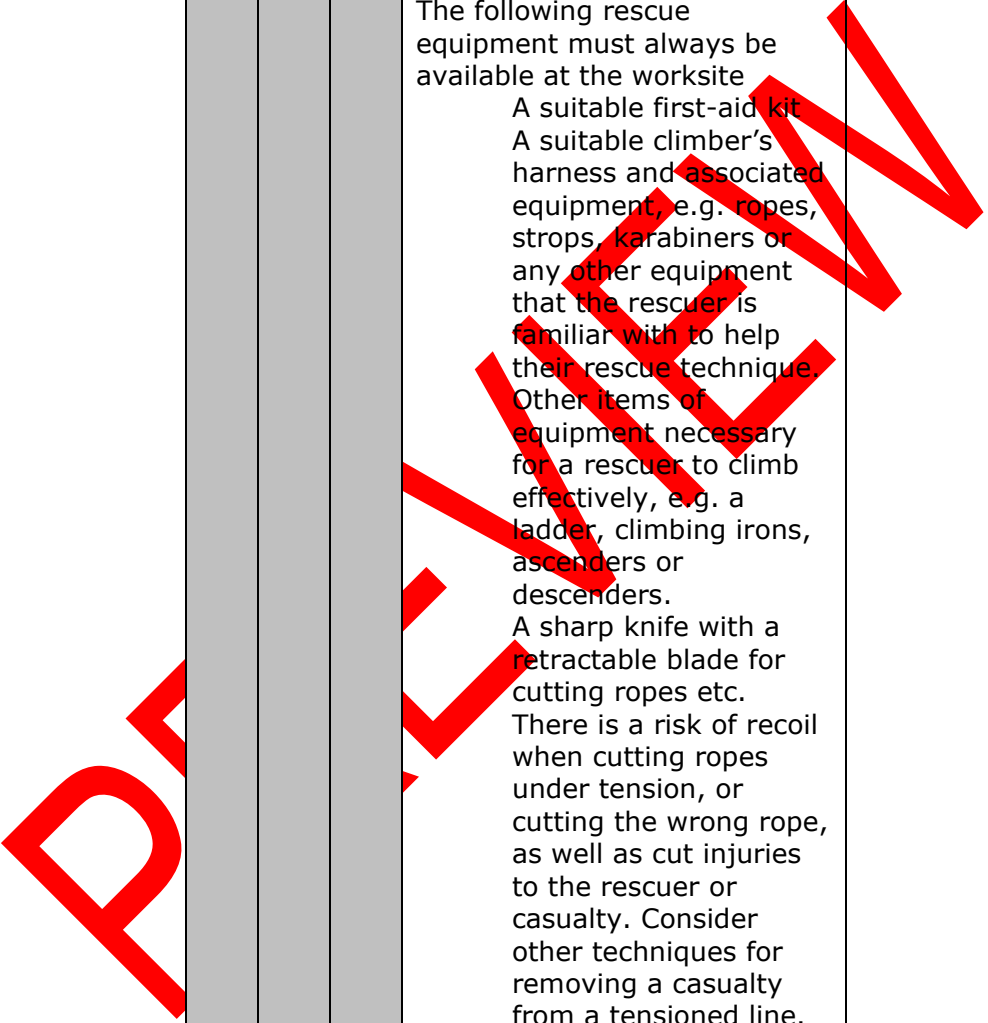 The following rescue
equipment must always be
available at the worksite
A suitable first-aid kit
A suitable climber’s
harness and associated
equipment, e.g. ropes,
strops, karabiners or
any other equipment
that the rescuer is
familiar with to help
their rescue technique.
Other items of
equipment necessary
for a rescuer to climb
effectively, e.g. a
ladder, climbing irons,
ascenders or
descenders.
A sharp knife with a
retractable blade for
cutting ropes etc.
There is a risk of recoil
when cutting ropes
under tension, or
cutting the wrong rope,
as well as cut injuries
to the rescuer or
casualty. Consider
other techniques for
removing a casualty
from a tensioned line.
PREVIEW